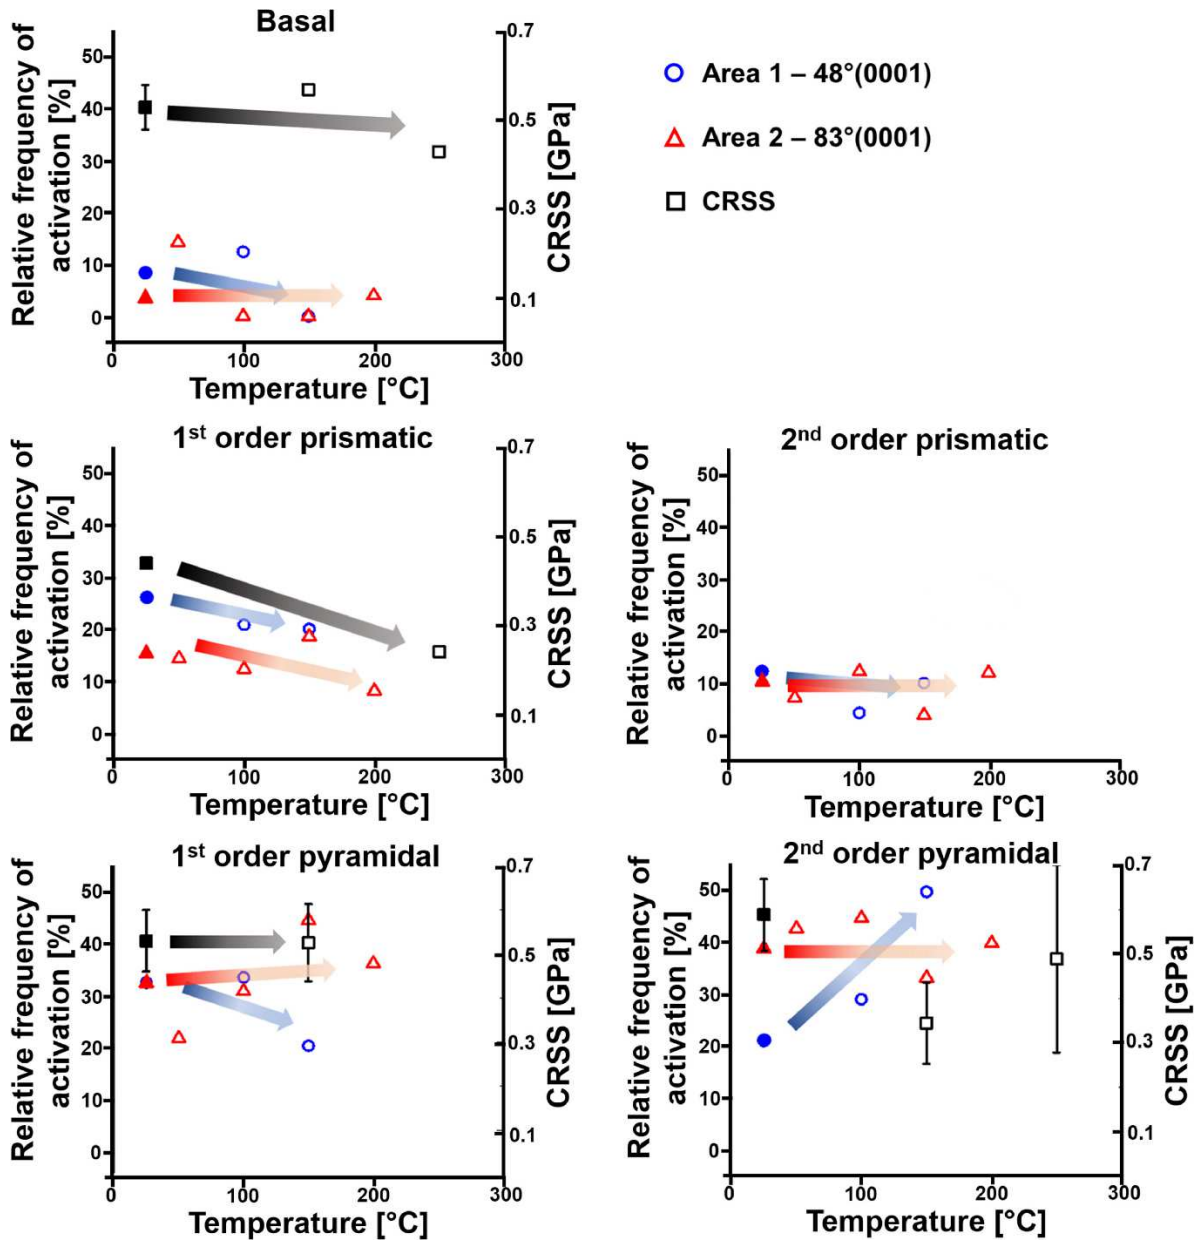 Basal
Relative frequency of
activation [%]
50
40
30
20
10
0
0
100
200
300
Temperature [°C]
0.7
0.5
0.3
0.1
CRSS [GPa]
Area 1 – 48°(0001)
Area 2 – 83°(0001)
CRSS
1st order prismatic
Relative frequency of
activation [%]
50
40
30
20
10
0
0
100
200
300
Temperature [°C]
0.7
0.5
0.3
0.1
CRSS [GPa]
2nd order prismatic
Relative frequency of
activation [%]
50
40
30
20
10
0
0
100
200
300
Temperature [°C]
1st order pyramidal
Relative frequency of
activation [%]
50
40
30
20
10
0
0
100
200
300
Temperature [°C]
0.7
0.5
0.3
0.1
CRSS [GPa]
2nd order pyramidal
Relative frequency of
activation [%]
50
40
30
20
10
0
0
100
200
300
Temperature [°C]
0.7
0.5
0.3
0.1
CRSS [GPa]